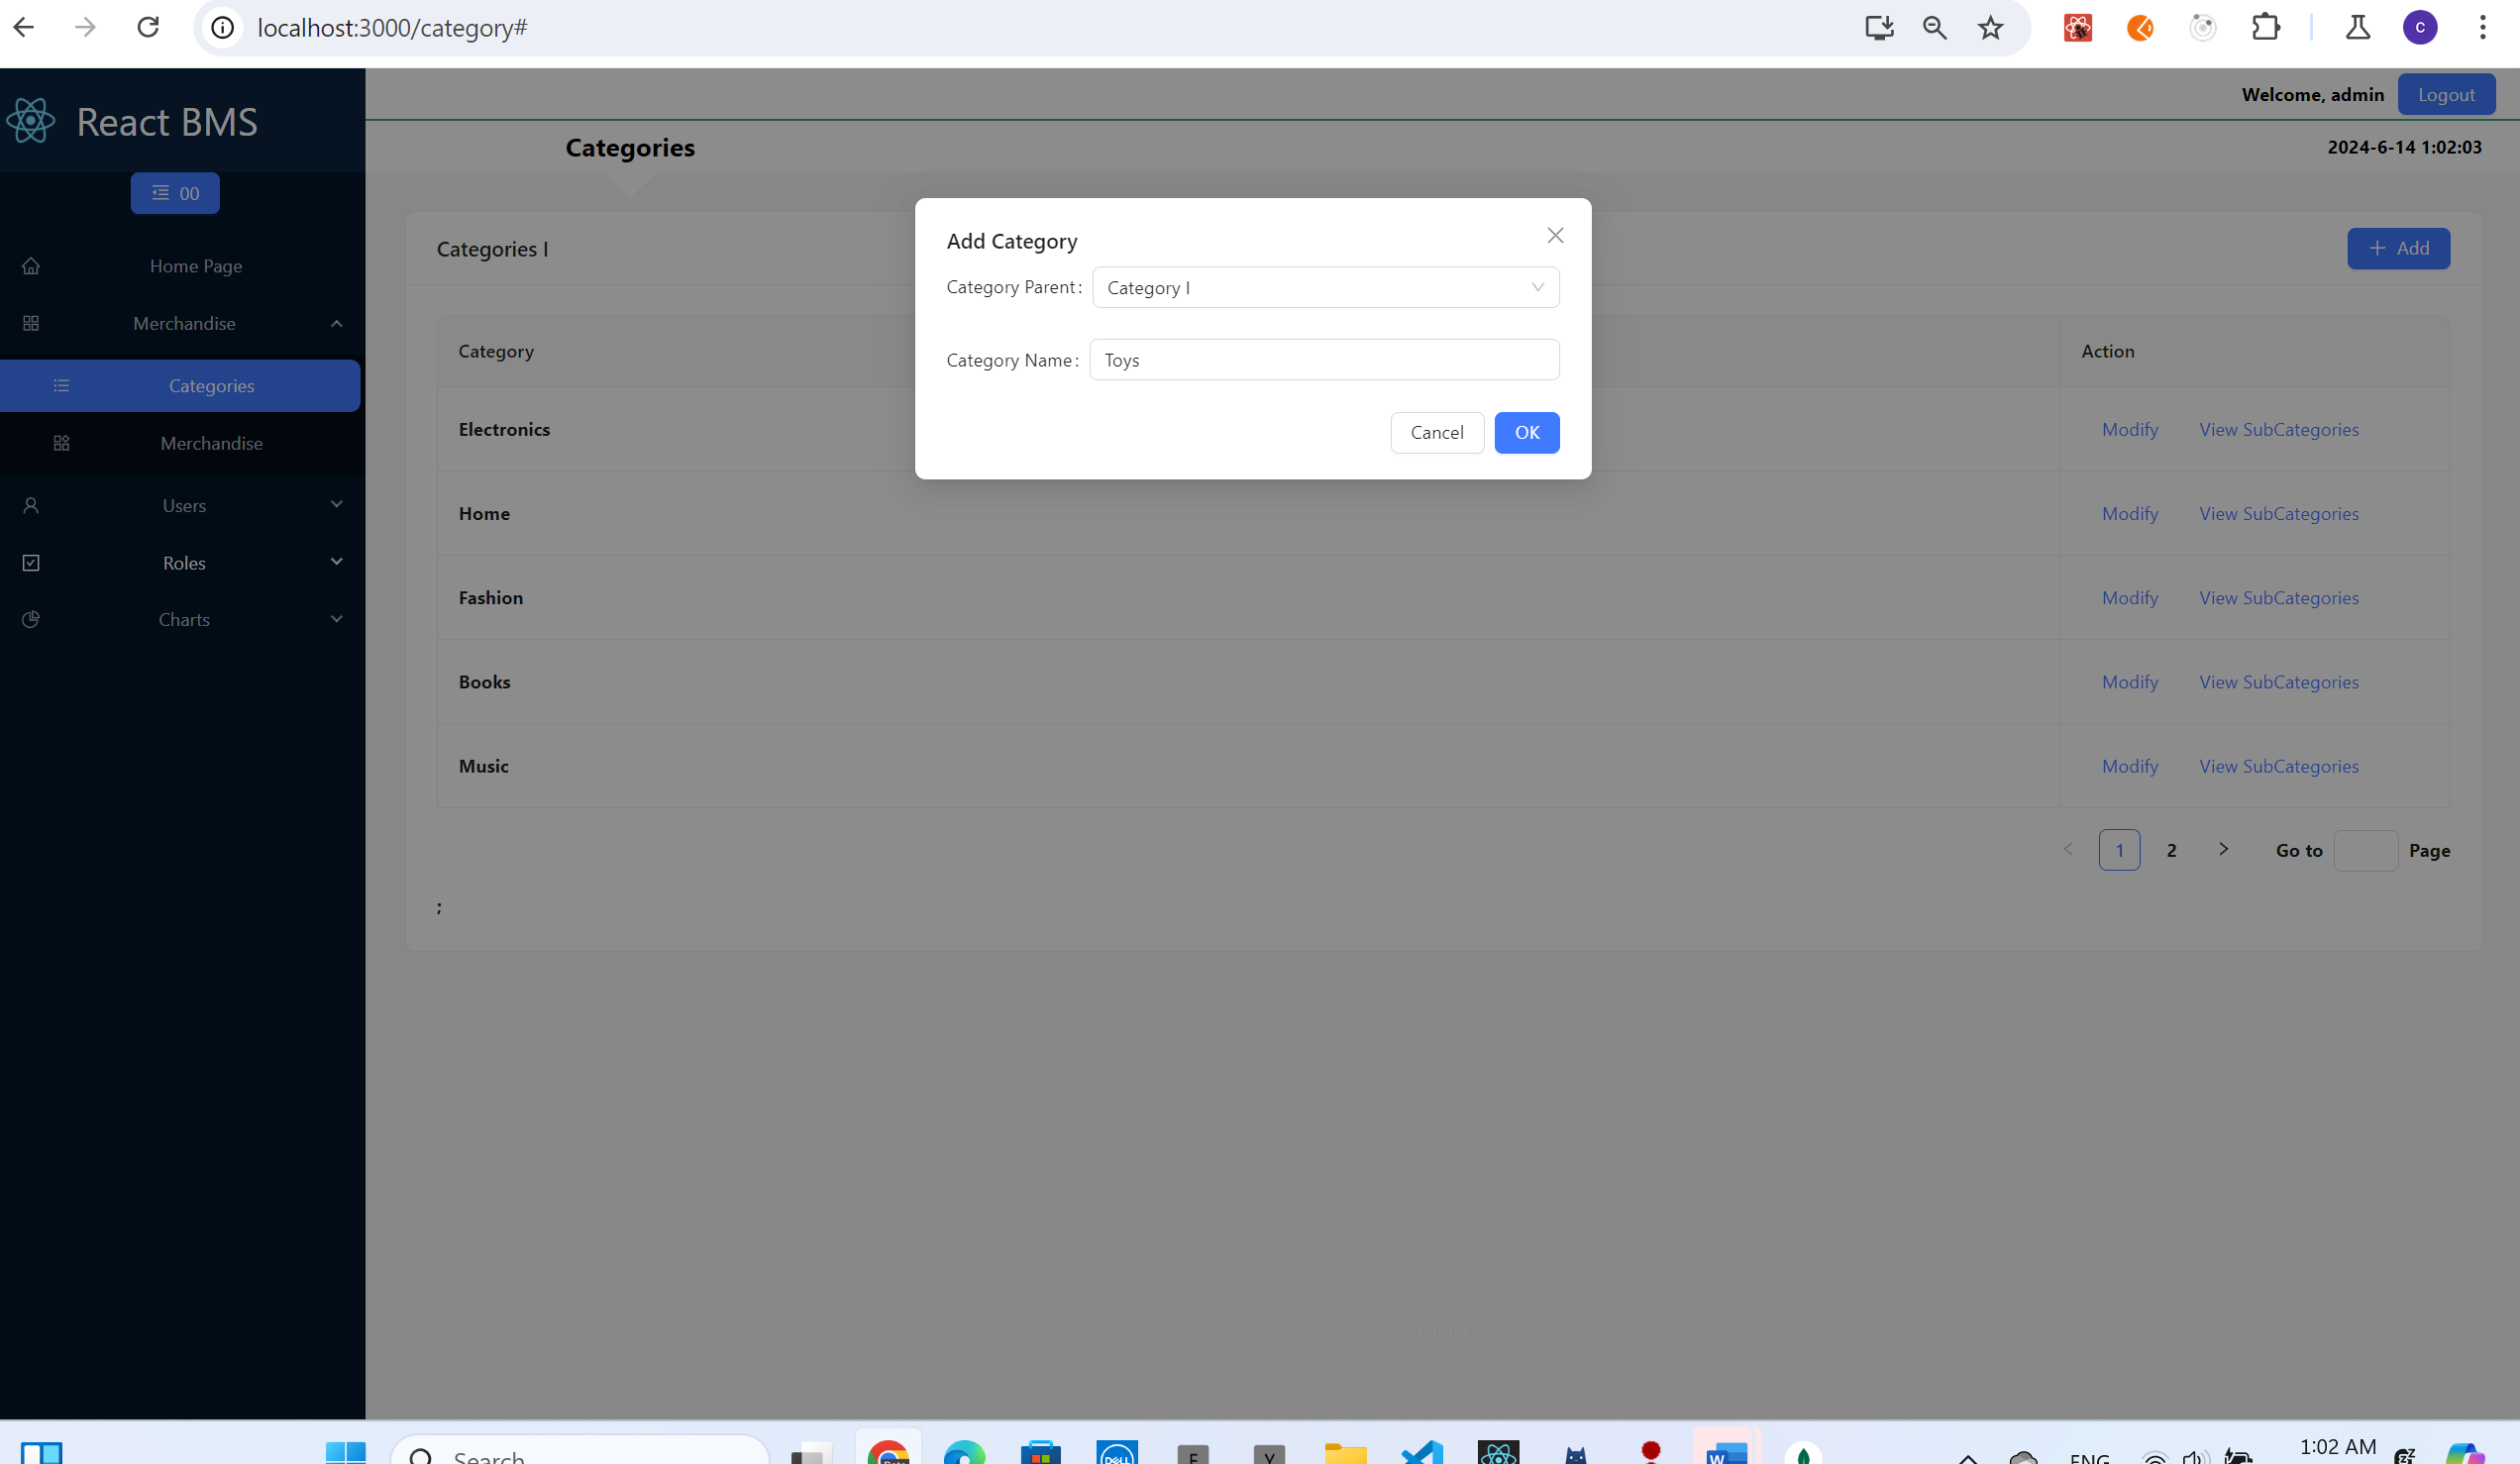 localhost:3000/category#
C
React BMS
Welcome, admin
Logout
Categories
2024-6-14 1:02:03
00
Home Page
Merchandise
Categories
Merchandise
Users
Roles
Charts
Categories I
Add
Add Category
Category Parent:
Category I
Category Name:
Toys
Cancel
OK
Category
Action
Electronics
Modify
View SubCategories
Home
Modify
View SubCategories
Fashion
Modify
View SubCategories
Books
Modify
View SubCategories
Music
Modify
View SubCategories
1
2
Go to
Page
;
Footer
Search
DELL
F
Y
W
ENG
1:02 AM